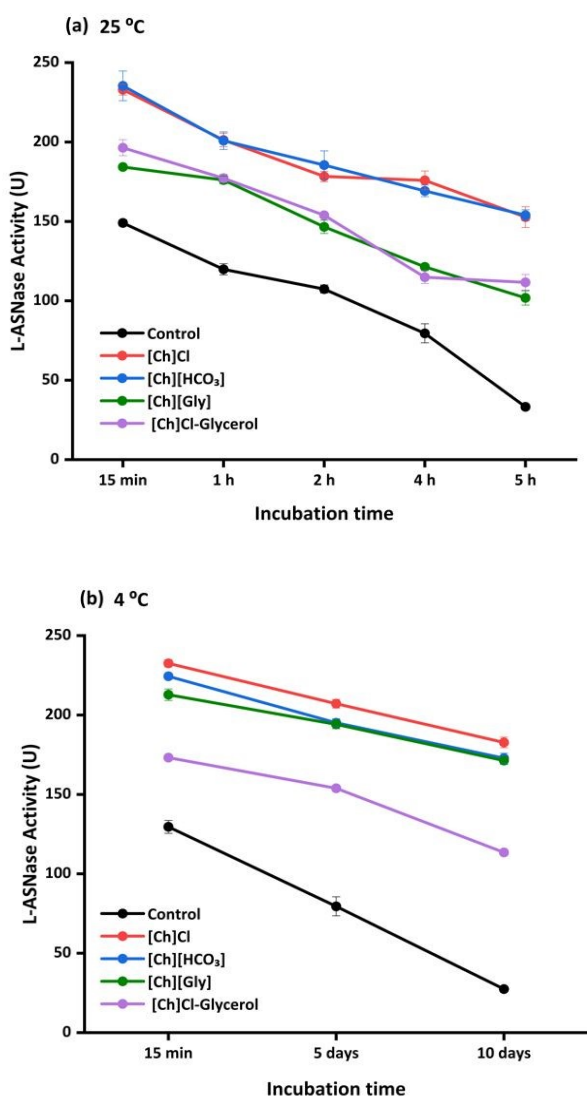 (a) 25 ⁰C
L-ASNase Activity (U)
250
200
150
100
50
0
Control
[Ch]Cl
[Ch][HCO₃]
[Ch][Gly]
[Ch]Cl-Glycerol
15 min 1 h 2 h 4 h 5 h
Incubation time
(b) 4 ⁰C
L-ASNase Activity (U)
250
200
150
100
50
0
Control
[Ch]Cl
[Ch][HCO₃]
[Ch][Gly]
[Ch]Cl-Glycerol
15 min 5 days 10 days
Incubation time